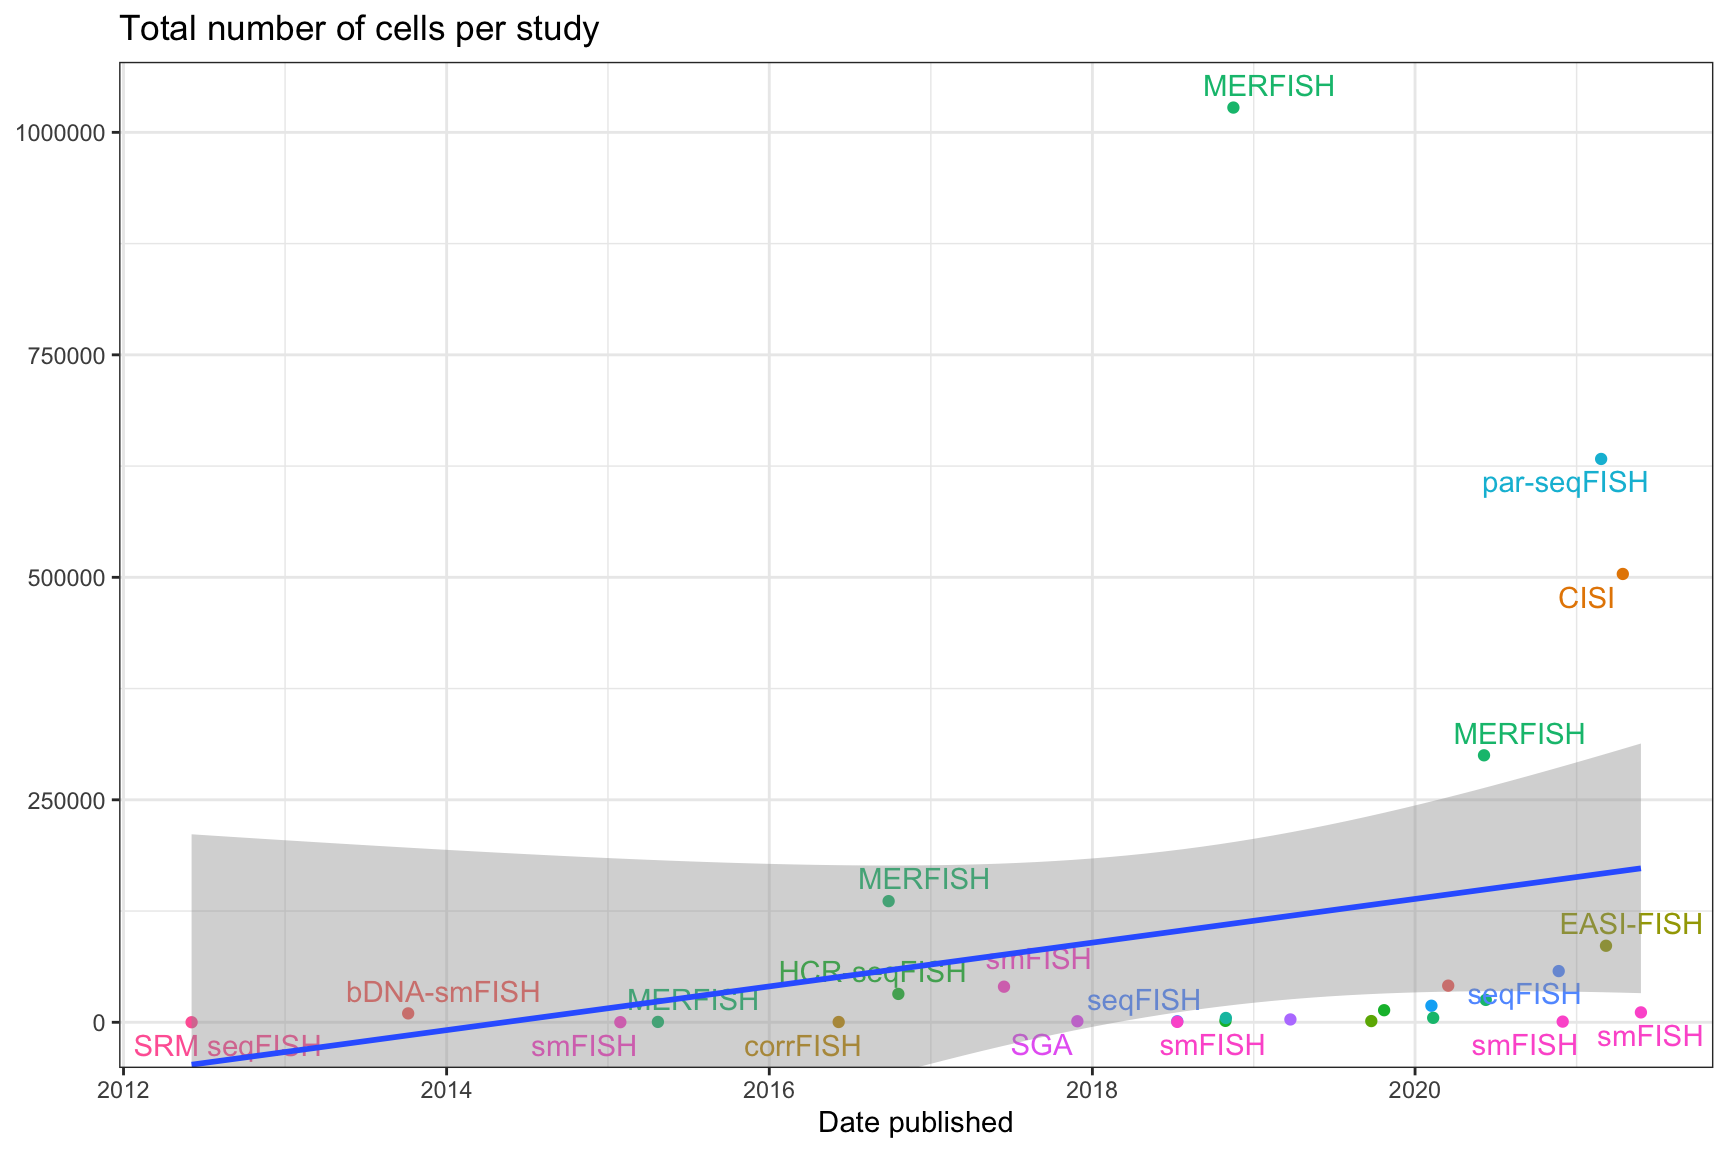 Total number of cells per study
MERFISH
1000000
750000
par-seqFISH
500000
CISI
MERFISH
250000
MERFISH
EASI-FISH
smFISH
HCR-seqFISH
bDNA-smFISH
MERFISH
seqFISH
seqFISH
0
SRM seqFISH
smFISH
corrFISH
SGA
smFISH
smFISH
smFISH
2012
2014
2016
2018
2020
Date published